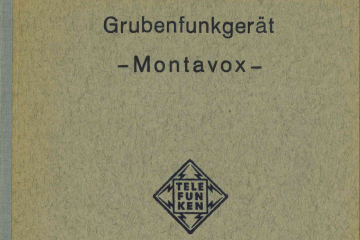 Grubenfunkgerät
-Montavox-
TELE
FUN
KEN